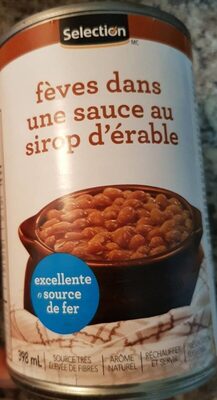 Selection
MC
fèves dans
une sauce au
sirop d'érable
excellente
source
de fer
398 mL
SOURCE TRÈS
ÉLEVÉE DE FIBRES
ARÔME
NATUREL
RÉCHAUFFER
ET SERVIR